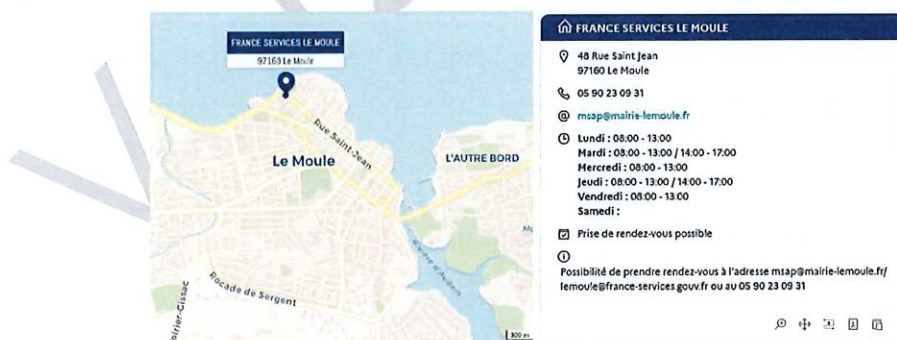 FRANCE SERVICES LE MOULE
97160 Le Moule
Rue Saint-Jean
Le Moule
L'AUTRE BORD
Rivière d'Audoin
Rocade de Sergent
300 m
FRANCE SERVICES LE MOULE
48 Rue Saint Jean
97160 Le Moule
05 90 23 09 31
msap@mairie-lemoule.fr
Lundi : 08:00 - 13:00
Mardi : 08:00 - 13:00 / 14:00 - 17:00
Mercredi : 08:00 - 13:00
Jeudi : 08:00 - 13:00 / 14:00 - 17:00
Vendredi : 08:00 - 13:00
Samedi :
Prise de rendez-vous possible
Possibilité de prendre rendez-vous à l'adresse msap@mairie-lemoule.fr/
lemoule@france-services.gouv.fr ou au 05 90 23 09 31